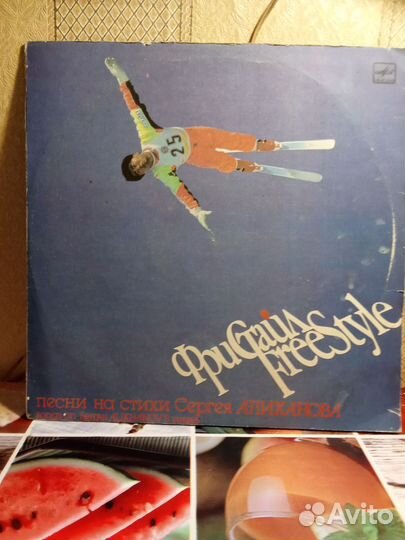 25
Фристайл
FreeStyle
песни на стихи Сергея АЛИХАНОВА
Avito